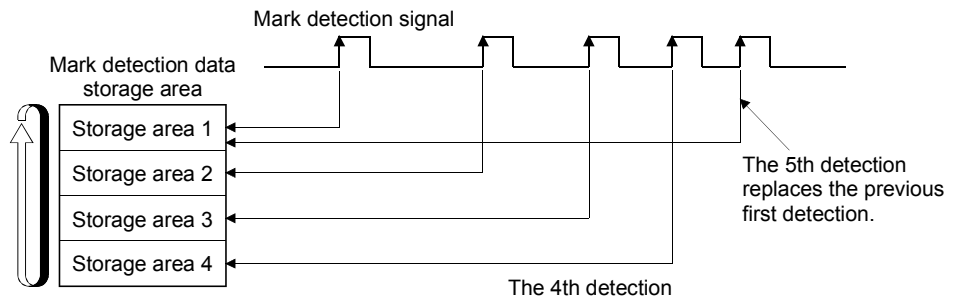 Mark detection signal
Mark detection data
storage area
Storage area 1
Storage area 2
Storage area 3
Storage area 4
The 5th detection
replaces the previous
first detection.
The 4th detection